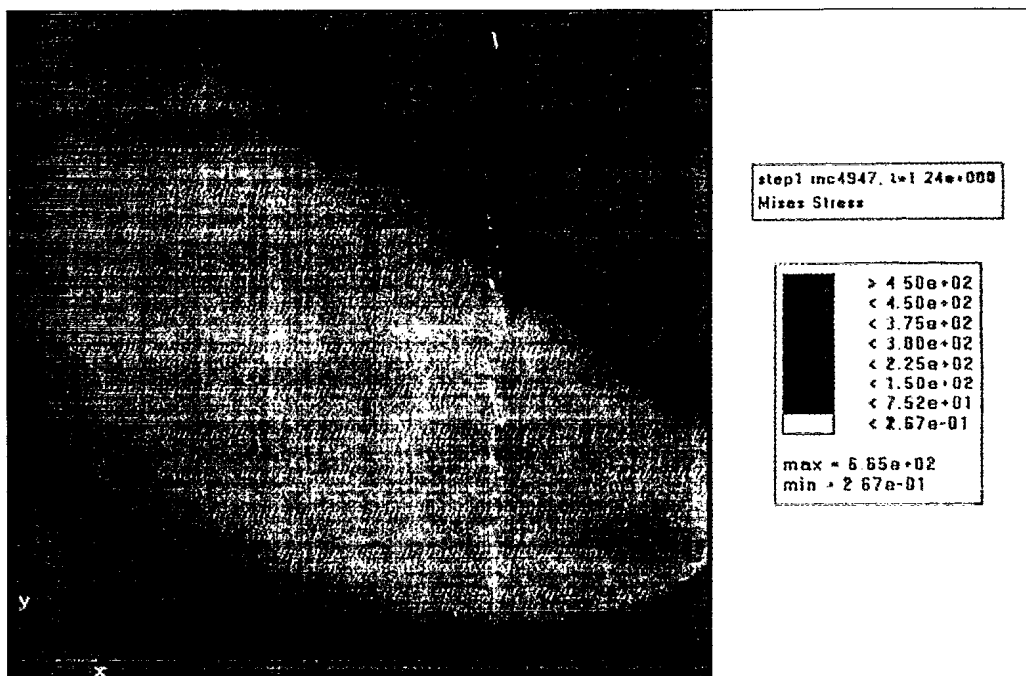 step1 inc4947, t=1.24e+000
Mises Stress
> 4.50e+02
< 4.50e+02
< 3.75e+02
< 3.00e+02
< 2.25e+02
< 1.50e+02
< 7.52e+01
< 2.67e-01
max = 6.65e+02
min = 2.67e-01
y
x